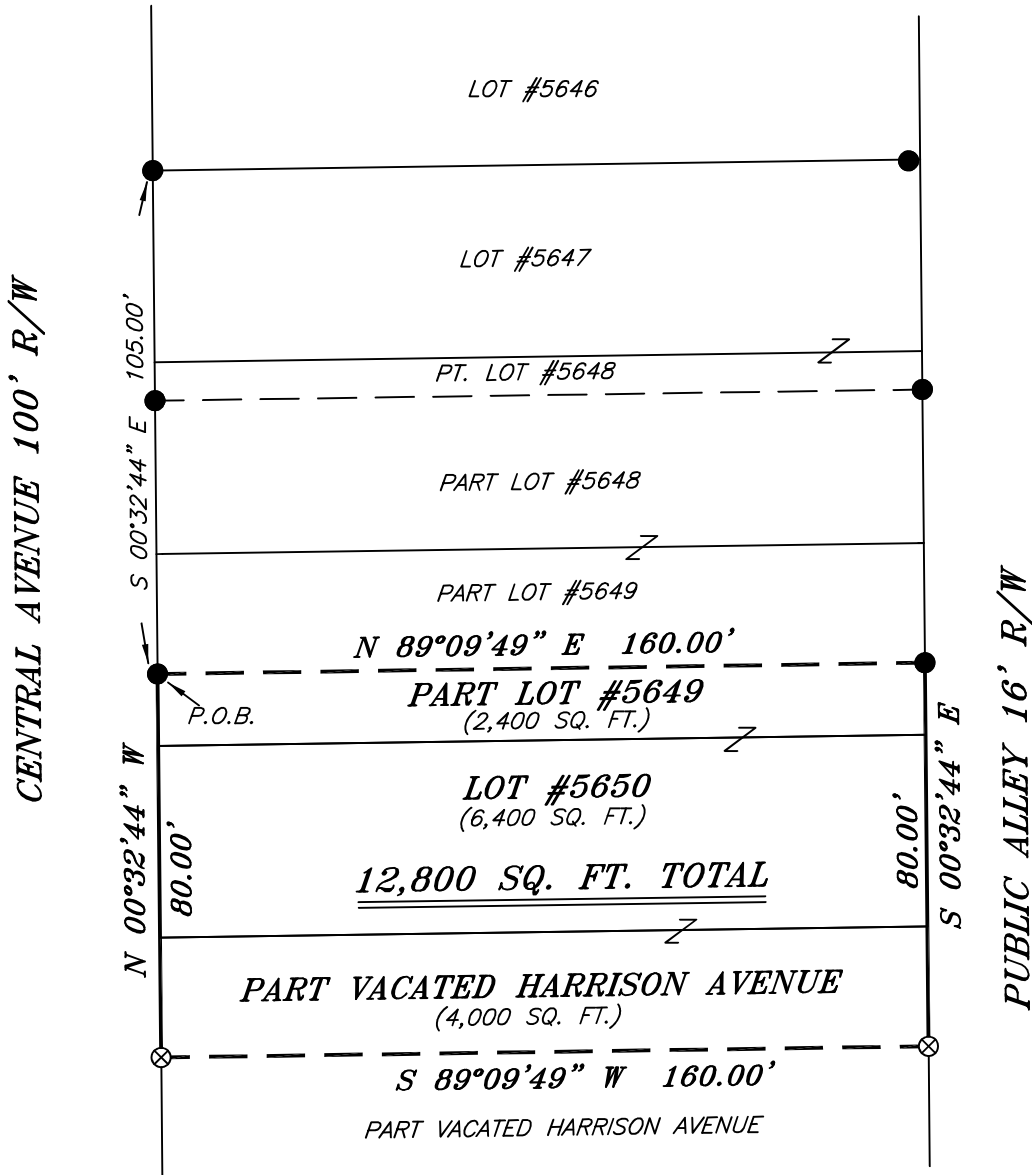 LOT #5646
LOT #5647
CENTRAL AVENUE 100' R/W
S 00°32'44" E 105.00'
PT. LOT #5648
PART LOT #5648
PART LOT #5649
N 89°09'49" E 160.00'
P.O.B.
PART LOT #5649
(2,400 SQ. FT.)
LOT #5650
(6,400 SQ. FT.)
N 00°32'44" W
80.00'
12,800 SQ. FT. TOTAL
80.00'
S 00°32'44" E
PUBLIC ALLEY 16' R/W
PART VACATED HARRISON AVENUE
(4,000 SQ. FT.)
S 89°09'49" W 160.00'
PART VACATED HARRISON AVENUE